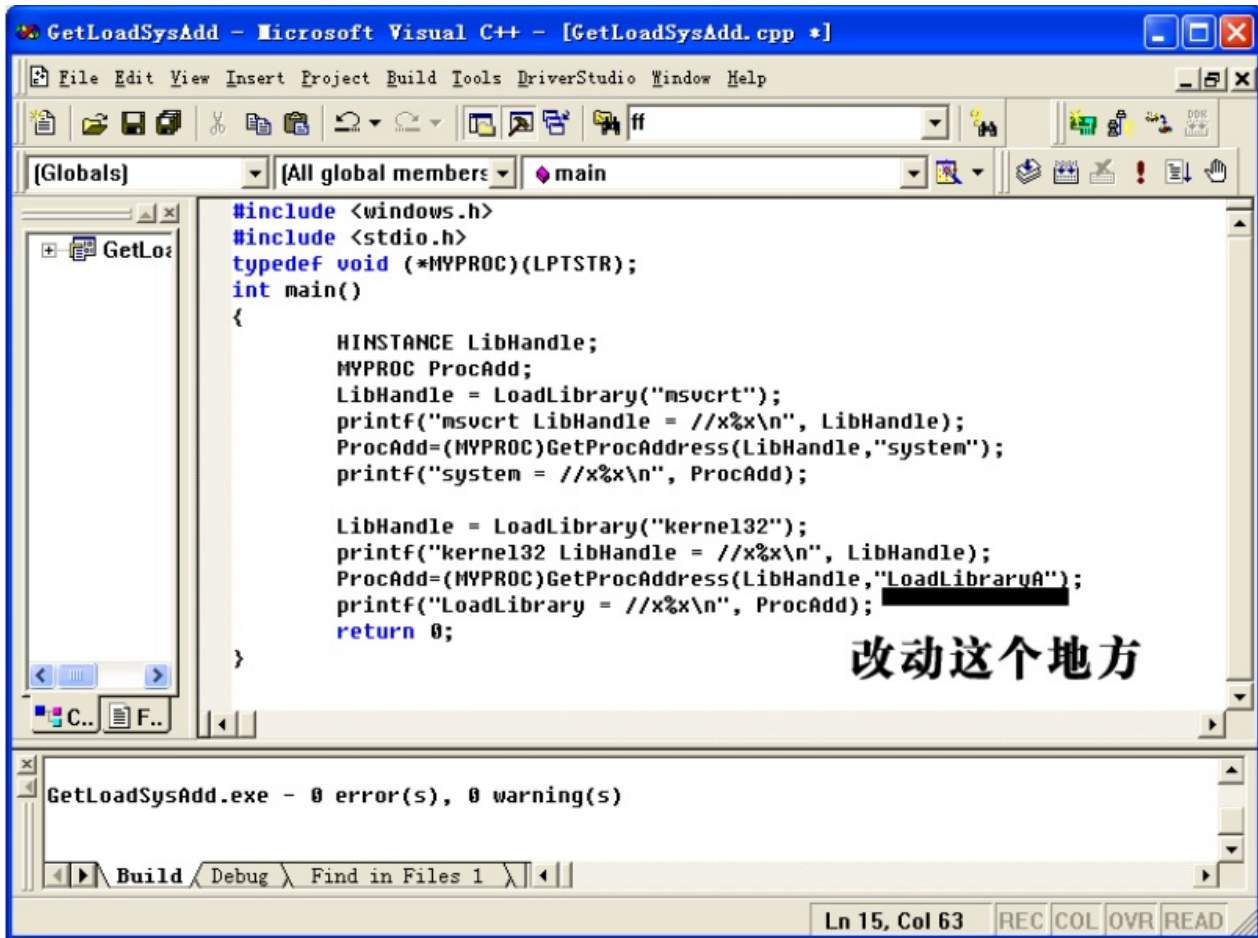 GetLoadSysAdd - Microsoft Visual C++ - [GetLoadSysAdd.cpp *]
File Edit View Insert Project Build Tools DriverStudio Window Help
ff
DDK
(Globals)
(All global members
main
GetLoa
#include <windows.h>
#include <stdio.h>
typedef void (*MYPROC)(LPTSTR);
int main()
{
HINSTANCE LibHandle;
MYPROC ProcAdd;
LibHandle = LoadLibrary("msvcrt");
printf("msvcrt LibHandle = //x%x\n", LibHandle);
ProcAdd=(MYPROC)GetProcAddress(LibHandle,"system");
printf("system = //x%x\n", ProcAdd);
LibHandle = LoadLibrary("kernel32");
printf("kernel32 LibHandle = //x%x\n", LibHandle);
ProcAdd=(MYPROC)GetProcAddress(LibHandle,"LoadLibraryA");
printf("LoadLibrary = //x%x\n", ProcAdd);
return 0;
}
改动这个地方
C..
F..
GetLoadSysAdd.exe - 0 error(s), 0 warning(s)
Build
Debug
Find in Files 1
Ln 15, Col 63
REC COL OVR READ